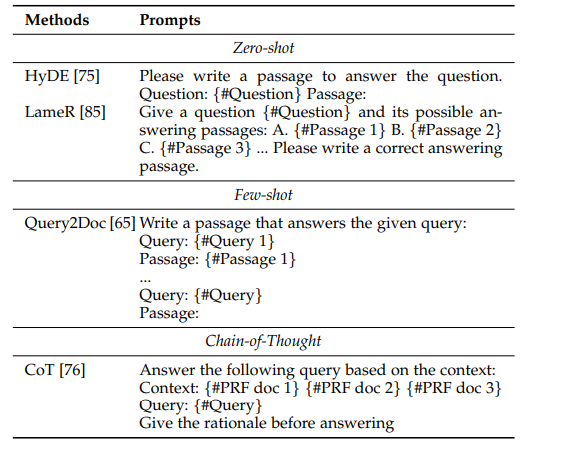 Methods Prompts
Zero-shot
HyDE [75] Please write a passage to answer the question.
Question: {#Question} Passage:
LameR [85] Give a question {#Question} and its possible an-
swering passages: A. {#Passage 1} B. {#Passage 2}
C. {#Passage 3} ... Please write a correct answering
passage.
Few-shot
Query2Doc [65] Write a passage that answers the given query:
Query: {#Query 1}
Passage: {#Passage 1}
...
Query: {#Query}
Passage:
Chain-of-Thought
CoT [76] Answer the following query based on the context:
Context: {#PRF doc 1} {#PRF doc 2} {#PRF doc 3}
Query: {#Query}
Give the rationale before answering